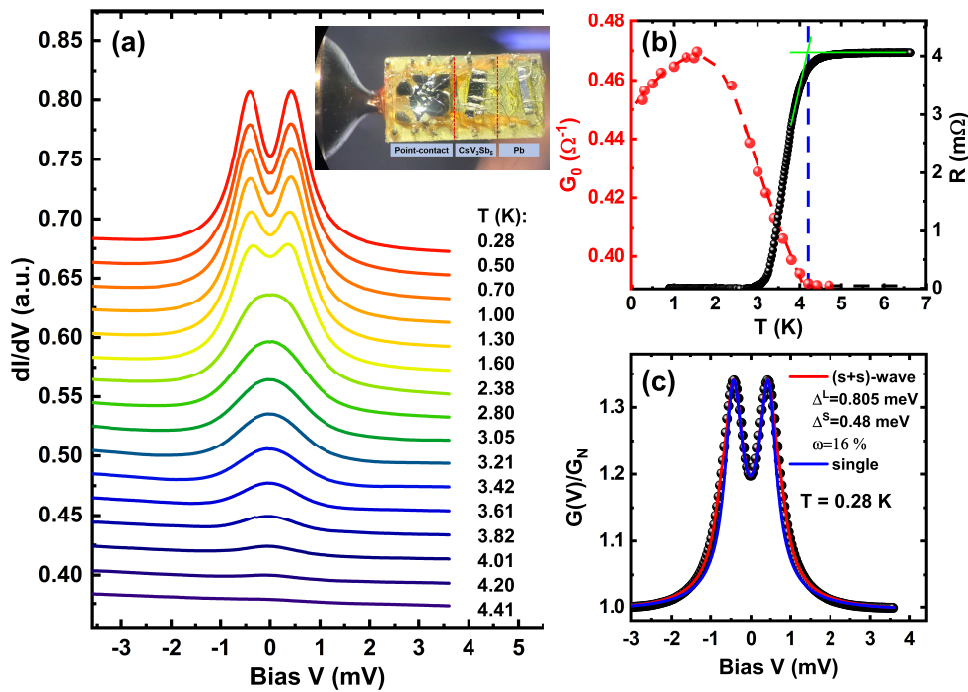 (a)
Point-contact CsV3Sb5 Pb
dI/dV (a.u.)
0.85
0.80
0.75
0.70
0.65
0.60
0.55
0.50
0.45
0.40
T (K):
0.28
0.50
0.70
1.00
1.30
1.60
2.38
2.80
3.05
3.21
3.42
3.61
3.82
4.01
4.20
4.41
-3 -2 -1 0 1 2 3 4 5
Bias V (mV)
(b)
G₀ (Ω⁻¹)
0.48
0.46
0.44
0.42
0.40
R (mΩ)
4
3
2
1
0
0 1 2 3 4 5 6 7
T (K)
(c)
G(V)/G_N
1.3
1.2
1.1
1.0
(s+s)-wave
Δᴸ=0.805 meV
Δˢ=0.48 meV
ω=16 %
single
T = 0.28 K
-3 -2 -1 0 1 2 3 4
Bias V (mV)